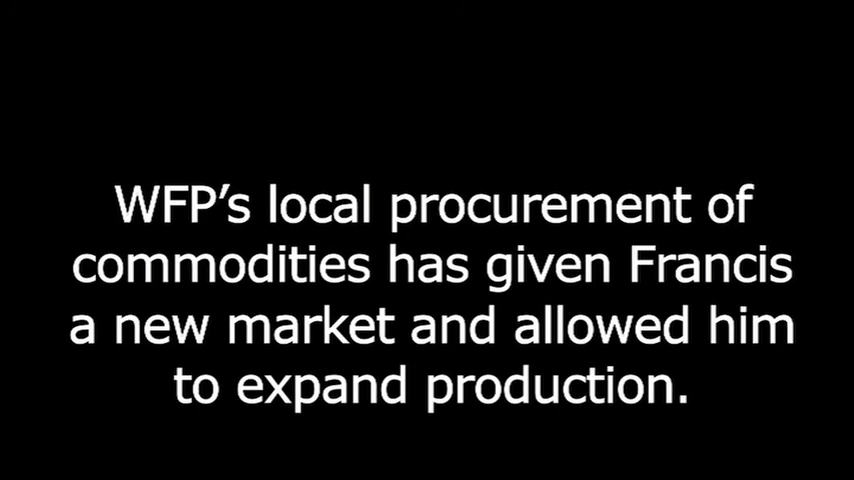 WFP’s local procurement of
commodities has given Francis
a new market and allowed him
to expand production.